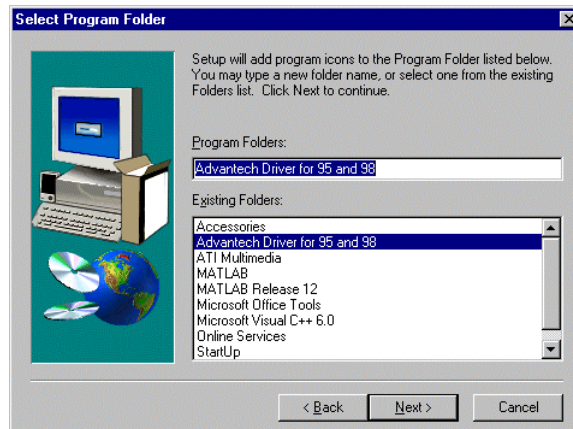 Select Program Folder
Setup will add program icons to the Program Folder listed below.
You may type a new folder name, or select one from the existing
Folders list. Click Next to continue.
Program Folders:
Advantech Driver for 95 and 98
Existing Folders:
Accessories
Advantech Driver for 95 and 98
ATI Multimedia
MATLAB
MATLAB Release 12
Microsoft Office Tools
Microsoft Visual C++ 6.0
Online Services
StartUp
< Back
Next >
Cancel